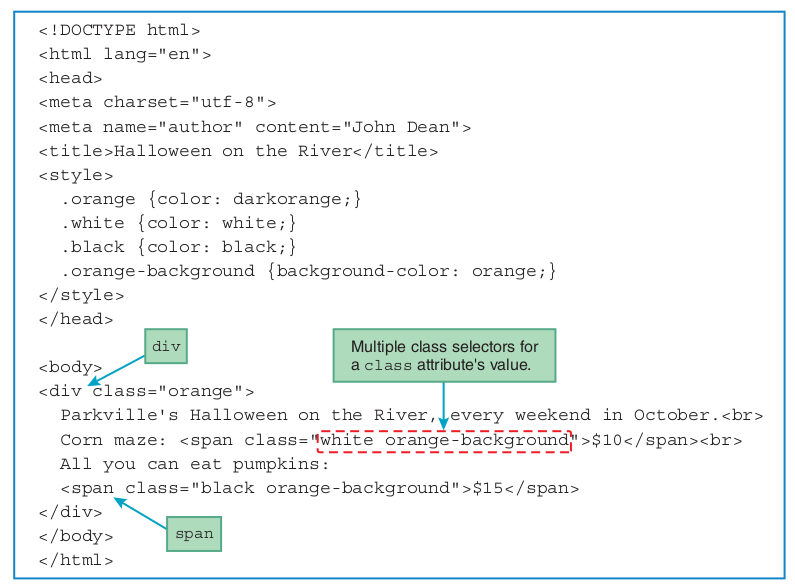 <!DOCTYPE html>
<html lang="en">
<head>
<meta charset="utf-8">
<meta name="author" content="John Dean">
<title>Halloween on the River</title>
<style>
.orange {color: darkorange;}
.white {color: white;}
.black {color: black;}
.orange-background {background-color: orange;}
</style>
</head>
div
Multiple class selectors for
a class attribute's value.
<body>
<div class="orange">
Parkville's Halloween on the River, every weekend in October.<br>
Corn maze: <span class="white orange-background">$10</span><br>
All you can eat pumpkins:
<span class="black orange-background">$15</span>
</div>
span
</body>
</html>